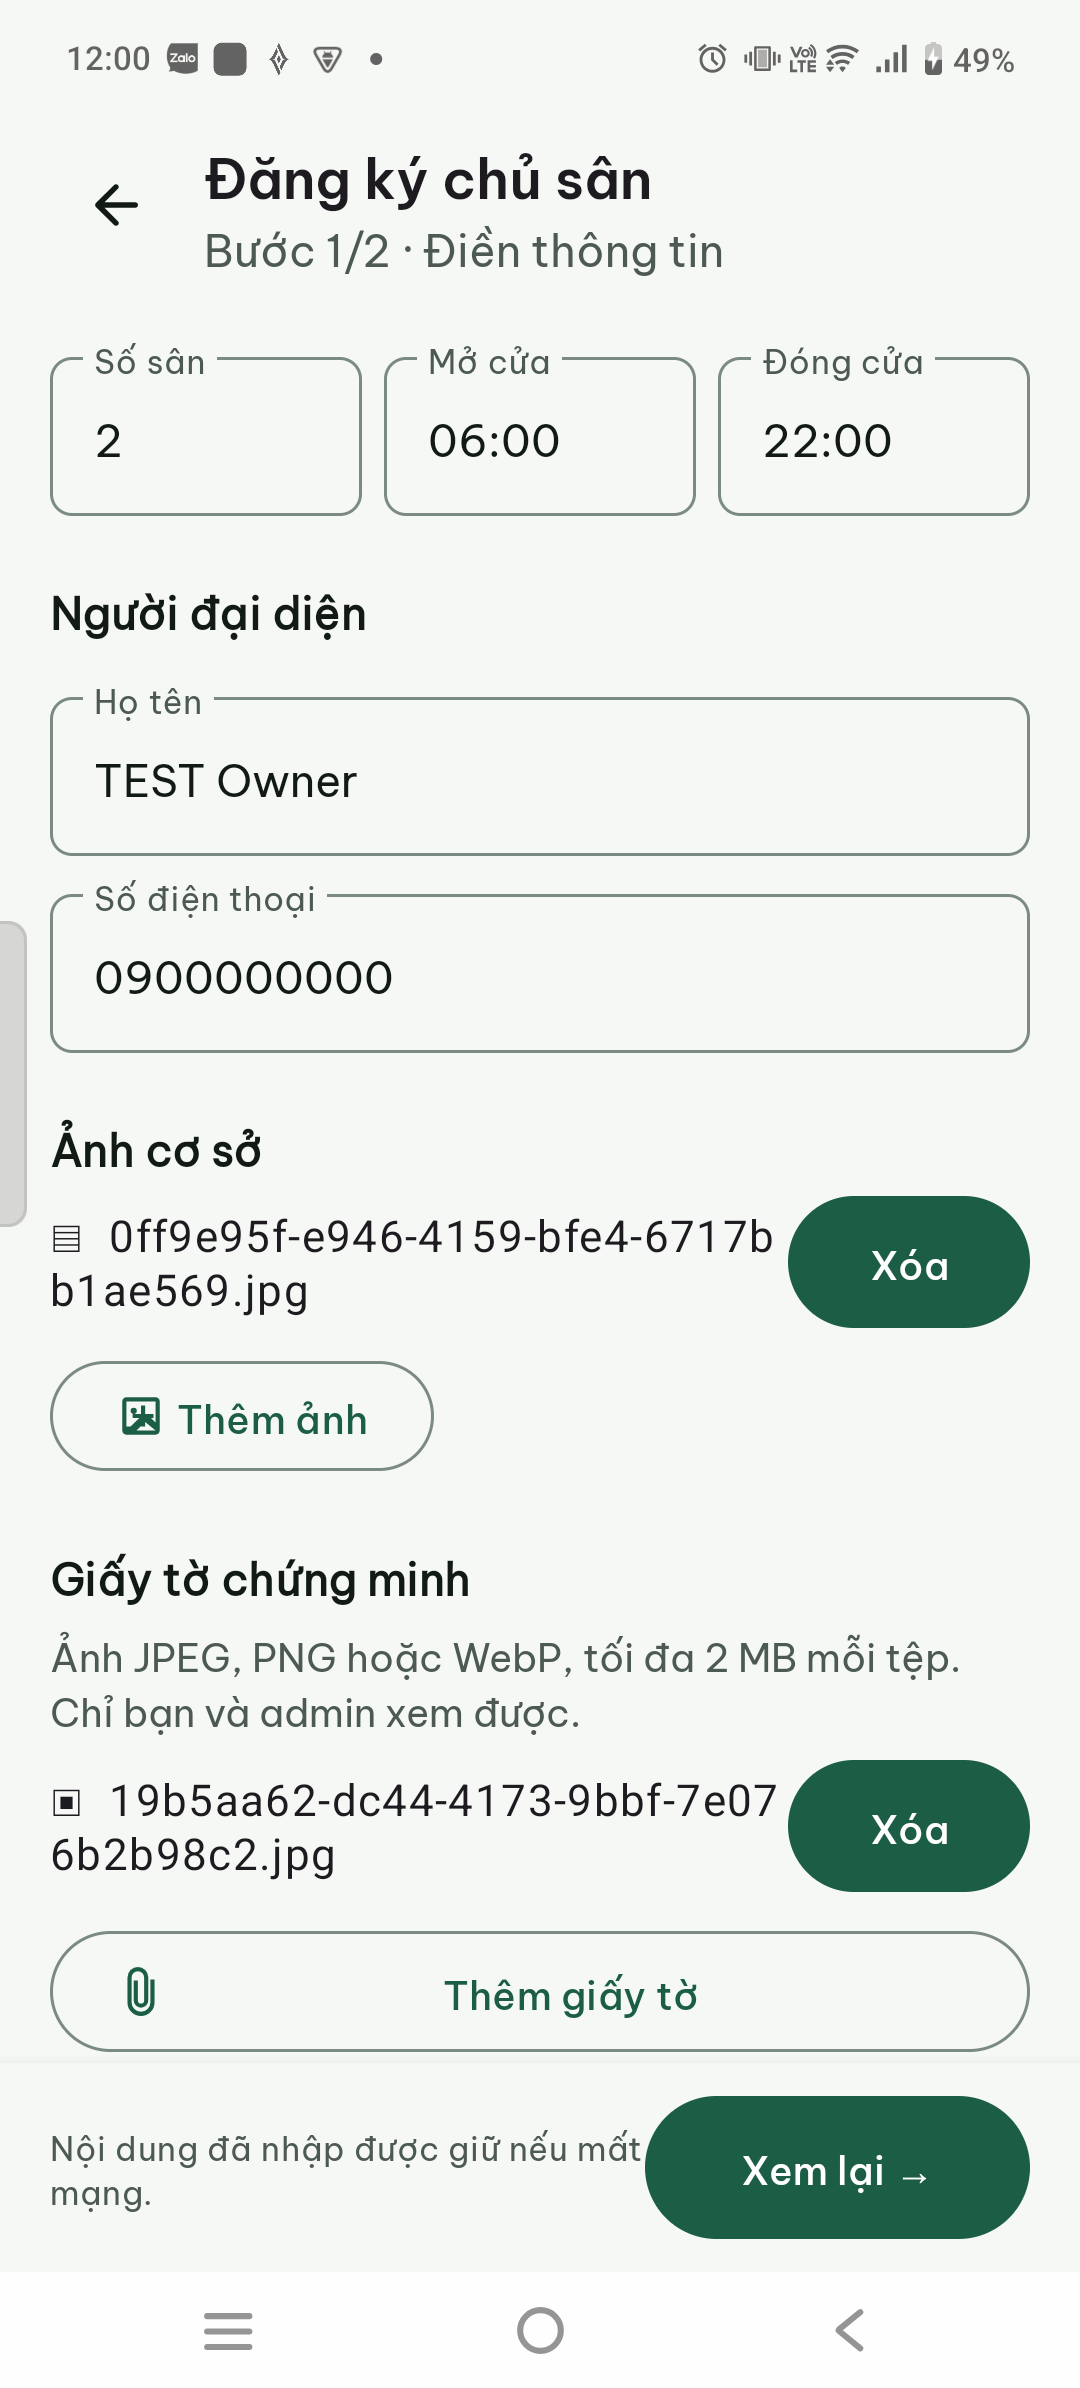 12:00 Zalo VoLTE 49%
Đăng ký chủ sân
Bước 1/2 · Điền thông tin
Số sân Mở cửa Đóng cửa
2 06:00 22:00
Người đại diện
Họ tên
TEST Owner
Số điện thoại
0900000000
Ảnh cơ sở
0ff9e95f-e946-4159-bfe4-6717b
b1ae569.jpg
Xóa
Thêm ảnh
Giấy tờ chứng minh
Ảnh JPEG, PNG hoặc WebP, tối đa 2 MB mỗi tệp.
Chỉ bạn và admin xem được.
19b5aa62-dc44-4173-9bbf-7e07
6b2b98c2.jpg
Xóa
Thêm giấy tờ
Nội dung đã nhập được giữ nếu mất
mạng.
Xem lại →